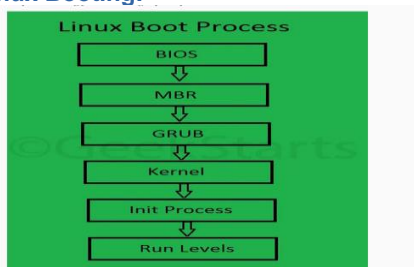 Linux Boot Process
BIOS
MBR
GRUB
Kernel
Init Process
Run Levels